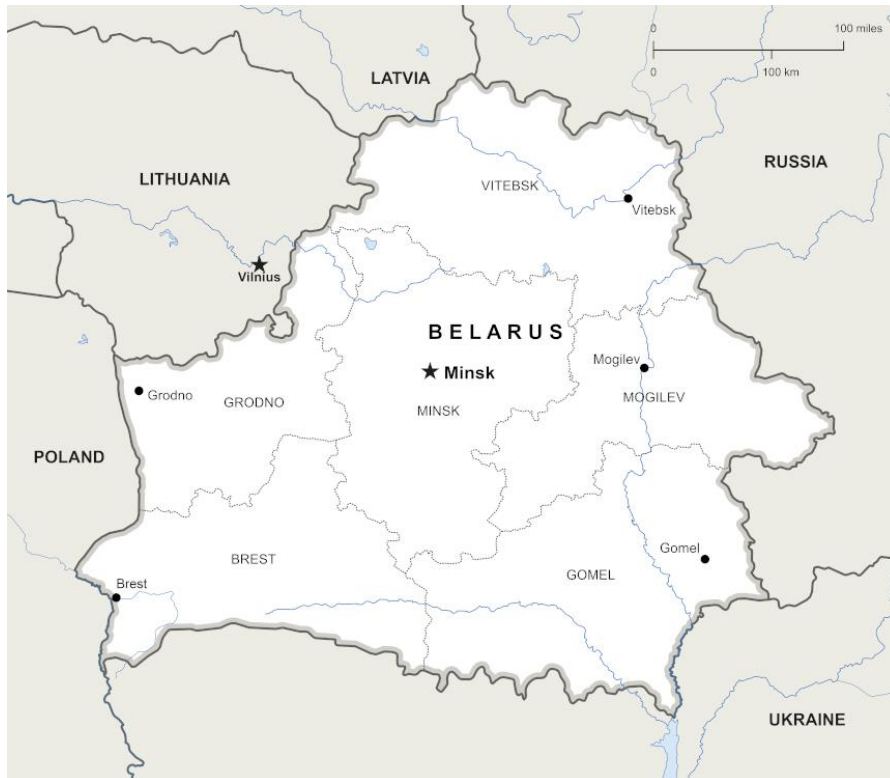 0 100 miles
0 100 km
LATVIA
RUSSIA
LITHUANIA
VITEBSK
Vitebsk
Vilnius
BELARUS
Mogilev
Minsk
Grodno
GRODNO
MOGILEV
MINSK
POLAND
Gomel
BREST
GOMEL
Brest
UKRAINE